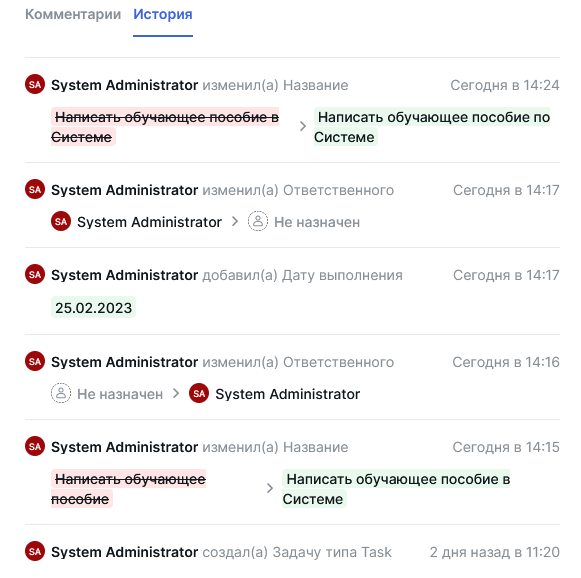 Комментарии История
SA System Administrator изменил(а) Название Сегодня в 14:24
Написать обучающее пособие в Написать обучающее пособие по
Системе Системе
SA System Administrator изменил(а) Ответственного Сегодня в 14:17
SA System Administrator Не назначен
SA System Administrator добавил(а) Дату выполнения Сегодня в 14:17
25.02.2023
SA System Administrator изменил(а) Ответственного Сегодня в 14:16
Не назначен SA System Administrator
SA System Administrator изменил(а) Название Сегодня в 14:15
Написать обучающее Написать обучающее пособие в
пособие Системе
SA System Administrator создал(а) Задачу типа Task 2 дня назад в 11:20